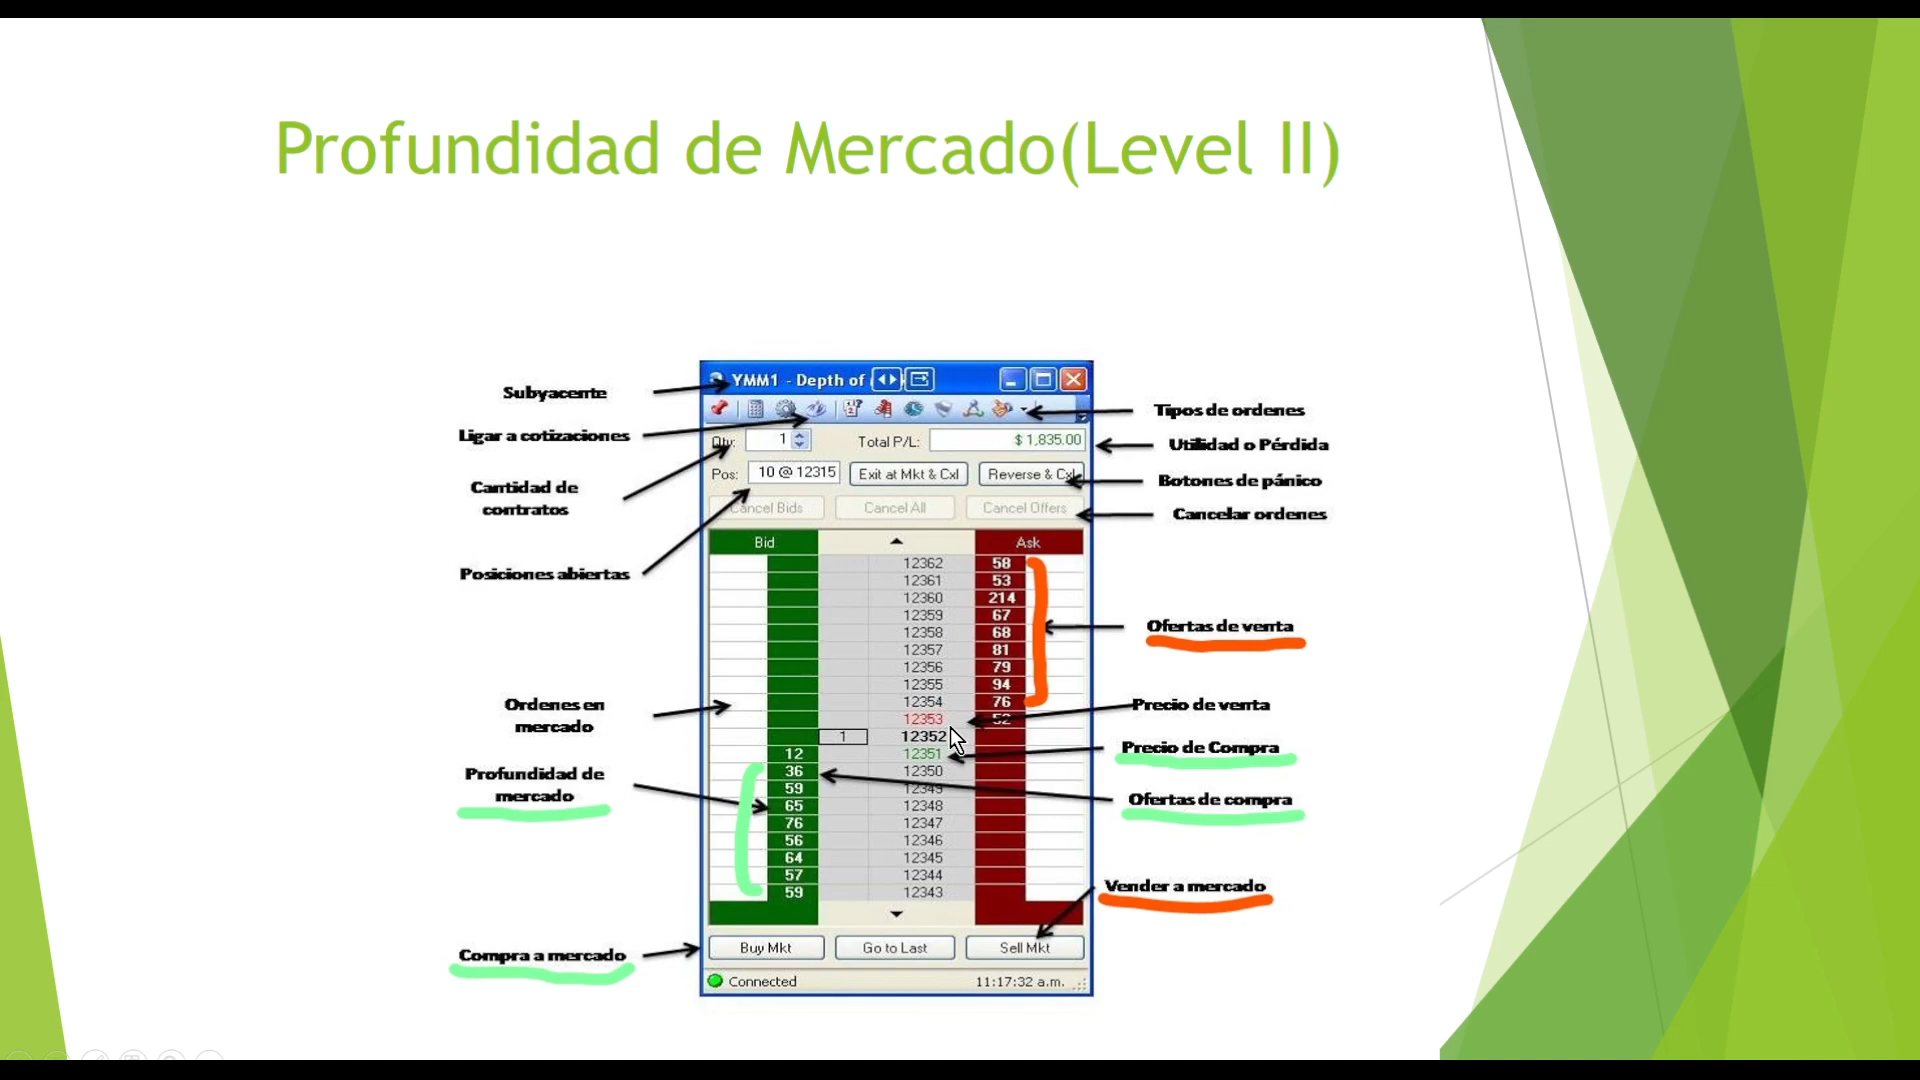 Profundidad de Mercado(Level II)
YMM1 - Depth of
Subyacente
Tipos de ordenes
Ligar a cotizaciones
Qty: 1 Total P/L: $ 1,835.00
Utilidad o Pérdida
Pos: 10 @ 12315 Exit at Mkt & Cxl Reverse & Cxl
Botones de pánico
Cantidad de
contratos
Cancel Bids Cancel All Cancel Offers
Cancelar ordenes
Bid Ask
Posiciones abiertas
12362 58
12361 53
12360 214
12359 67
12358 68
12357 81
12356 79
12355 94
12354 76
12353 52
1 12352
12 12351
36 12350
59 12349
65 12348
76 12347
56 12346
64 12345
57 12344
59 12343
Ofertas de venta
Ordenes en
mercado
Precio de venta
Precio de Compra
Profundidad de
mercado
Ofertas de compra
Vender a mercado
Compra a mercado
Buy Mkt Go to Last Sell Mkt
Connected 11:17:32 a.m.